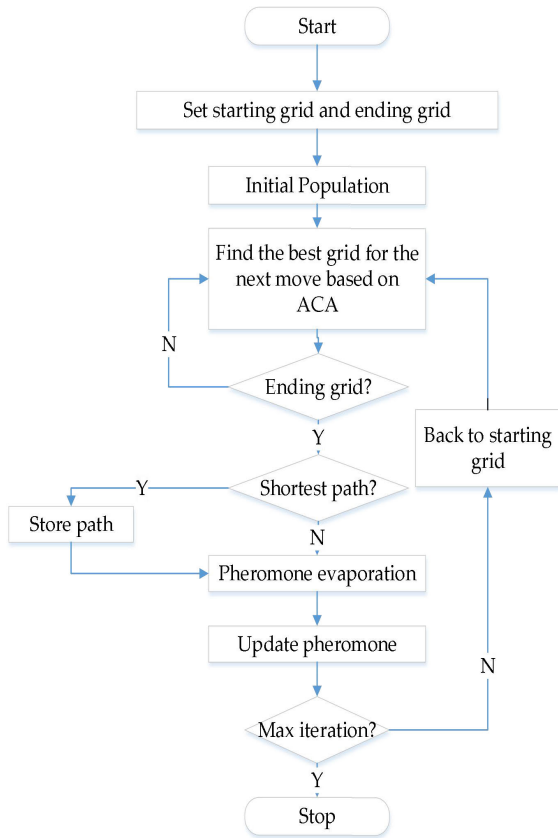 Start
Set starting grid and ending grid
Initial Population
Find the best grid for the
next move based on
ACA
N
Ending grid?
Y
Back to starting
grid
Shortest path?
Y
Store path
N
Pheromone evaporation
Update pheromone
N
Max iteration?
Y
Stop